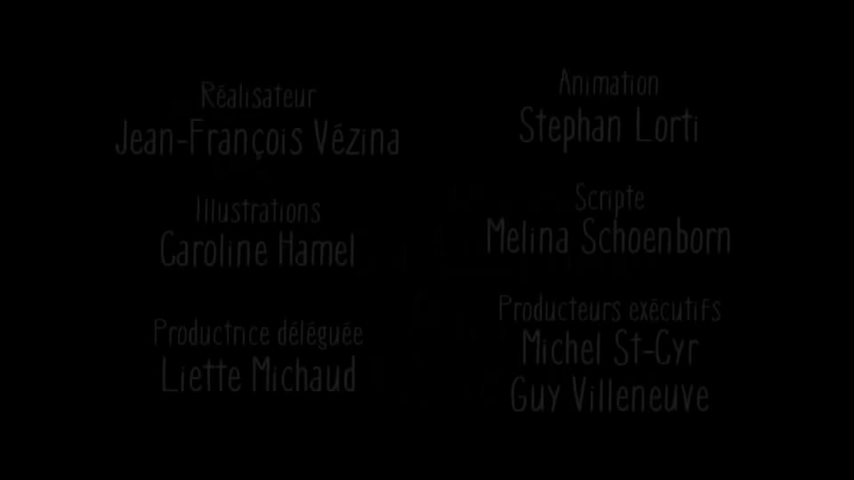 Réalisateur
Jean-François Vézina
Illustrations
Caroline Hamel
Productrice déléguée
Liette Michaud
Animation
Stephan Lorti
Scripte
Melina Schoenborn
Producteurs exécutifs
Michel St-Cyr
Guy Villeneuve